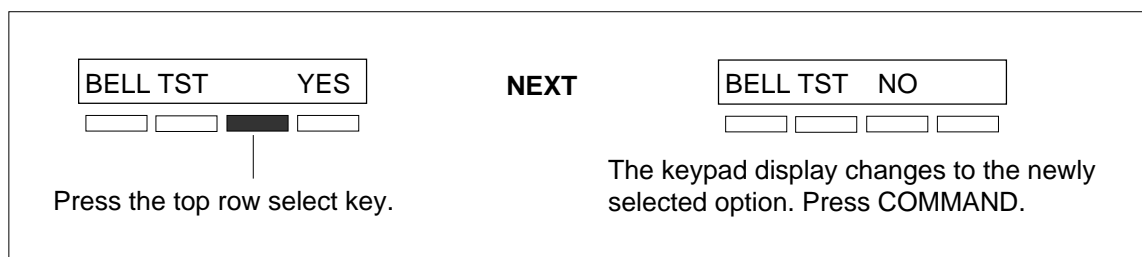 BELL TST YES
Press the top row select key.
NEXT
BELL TST NO
The keypad display changes to the newly
selected option. Press COMMAND.